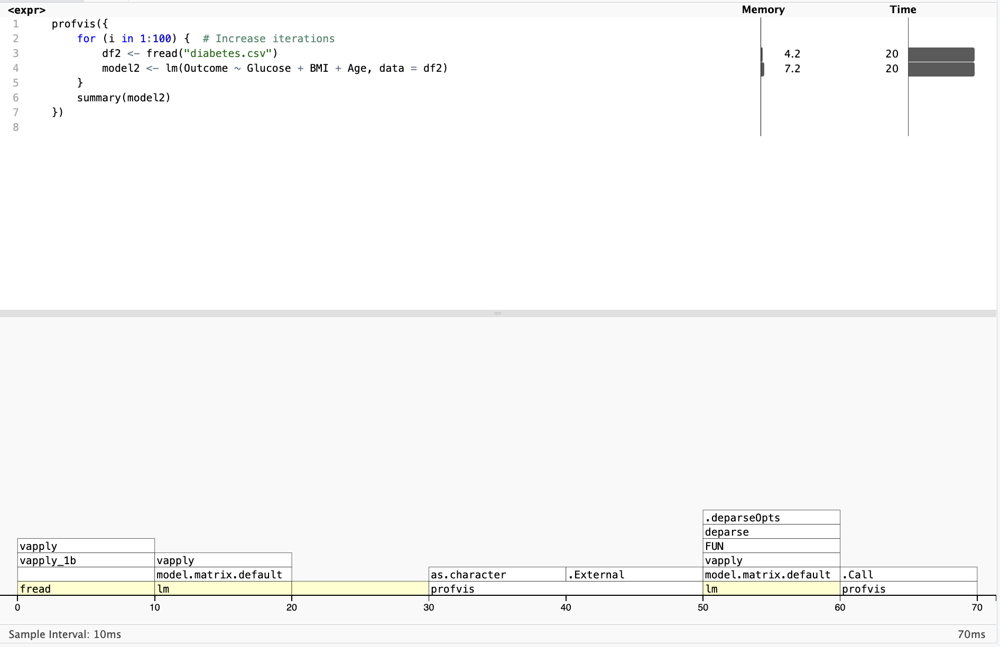 <expr> Memory Time
1 profvis({
2 for (i in 1:100) { # Increase iterations
3 df2 <- fread("diabetes.csv") 4.2 20
4 model2 <- lm(Outcome ~ Glucose + BMI + Age, data = df2) 7.2 20
5 }
6 summary(model2)
7 })
8
.deparseOpts
deparse
vapply FUN
vapply_1b vapply vapply
model.matrix.default as.character .External model.matrix.default .Call
fread lm profvis lm profvis
0 10 20 30 40 50 60 70
Sample Interval: 10ms 70ms